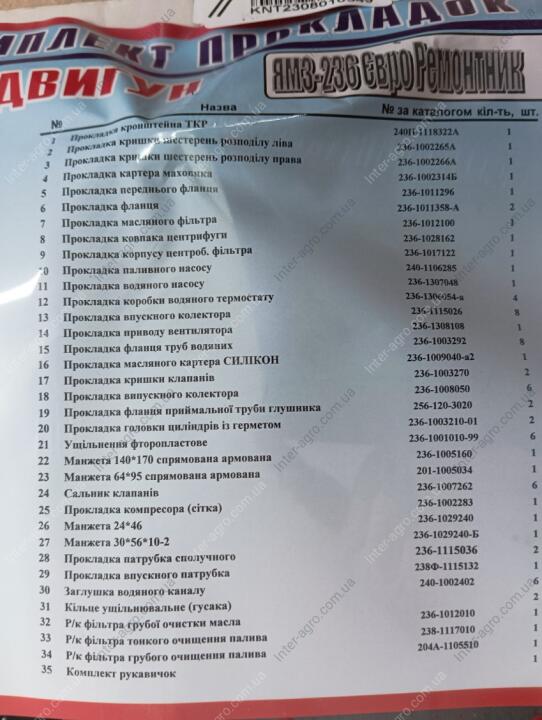 KNT2308010343
КОМПЛЕКТ ПРОКЛАДОК
ДВИГУН
ЯМЗ-236 ЄвроРемонтник
№ Назва № за каталогом кіл-ть, шт.
1 Прокладка кронштейна ТКР 240П-1118322А 1
2 Прокладка кришки шестерень розподілу ліва 236-1002265А 1
3 Прокладка кришки шестерень розподілу права 236-1002266А 1
4 Прокладка картера маховика 236-1002314Б 1
5 Прокладка переднього фланця 236-1011296 1
6 Прокладка фланця 236-1011358-А 2
7 Прокладка масляного фільтра 236-1012100 1
8 Прокладка ковпака центрифуги 236-1028162 1
9 Прокладка корпусу центроб. фільтра 236-1017122 1
10 Прокладка паливного насосу 240-1106285 1
11 Прокладка водяного насосу 236-1307048 1
12 Прокладка коробки водяного термостату 236-1306054-а 4
13 Прокладка впускного колектора 236-1115026 8
14 Прокладка приводу вентилятора 236-1308108 1
15 Прокладка фланця труб водяних 236-1003292 8
16 Прокладка масляного картера СИЛІКОН 236-1009040-а2 1
17 Прокладка кришки клапанів 236-1003270 2
18 Прокладка випускного колектора 236-1008050 6
19 Прокладка фланця приймальної труби глушника 256-120-3020 2
20 Прокладка головки циліндрів із герметом 236-1003210-01 2
21 Ущільнення фторопластове 236-1001010-99 6
22 Манжета 140*170 спрямована армована 236-1005160 1
23 Манжета 64*95 спрямована армована 201-1005034 1
24 Сальник клапанів 236-1007262 6
25 Прокладка компресора (сітка) 236-1002283 1
26 Манжета 24*46 236-1029240 1
27 Манжета 30*56*10-2 236-1029240-Б 1
28 Прокладка патрубка сполучного 236-1115036 2
29 Прокладка впускного патрубка 238Ф-1115132 1
30 Заглушка водяного каналу 240-1002402 6
31 Кільце ущільнювальне (гусака) 2
32 Р/к фільтра грубої очистки масла 236-1012010 1
33 Р/к фільтра тонкого очищення палива 238-1117010 1
34 Р/к фільтра грубого очищення палива 204А-1105510 1
35 Комплект рукавичок 1